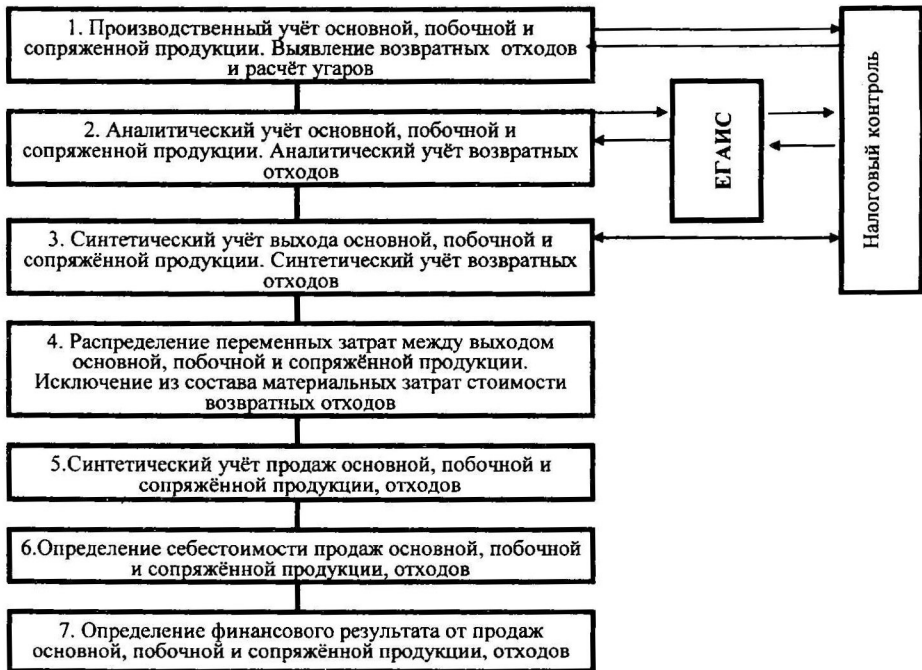 1. Производственный учёт основной, побочной и
сопряженной продукции. Выявление возвратных отходов
и расчёт угаров
2. Аналитический учёт основной, побочной и
сопряженной продукции. Аналитический учёт возвратных
отходов
ЕГАИС
Налоговый контроль
3. Синтетический учёт выхода основной, побочной и
сопряжённой продукции. Синтетический учёт возвратных
отходов
4. Распределение переменных затрат между выходом
основной, побочной и сопряжённой продукции.
Исключение из состава материальных затрат стоимости
возвратных отходов
5.Синтетический учёт продаж основной, побочной и
сопряжённой продукции, отходов
6.Определение себестоимости продаж основной, побочной
и сопряжённой продукции, отходов
7. Определение финансового результата от продаж
основной, побочной и сопряжённой продукции, отходов